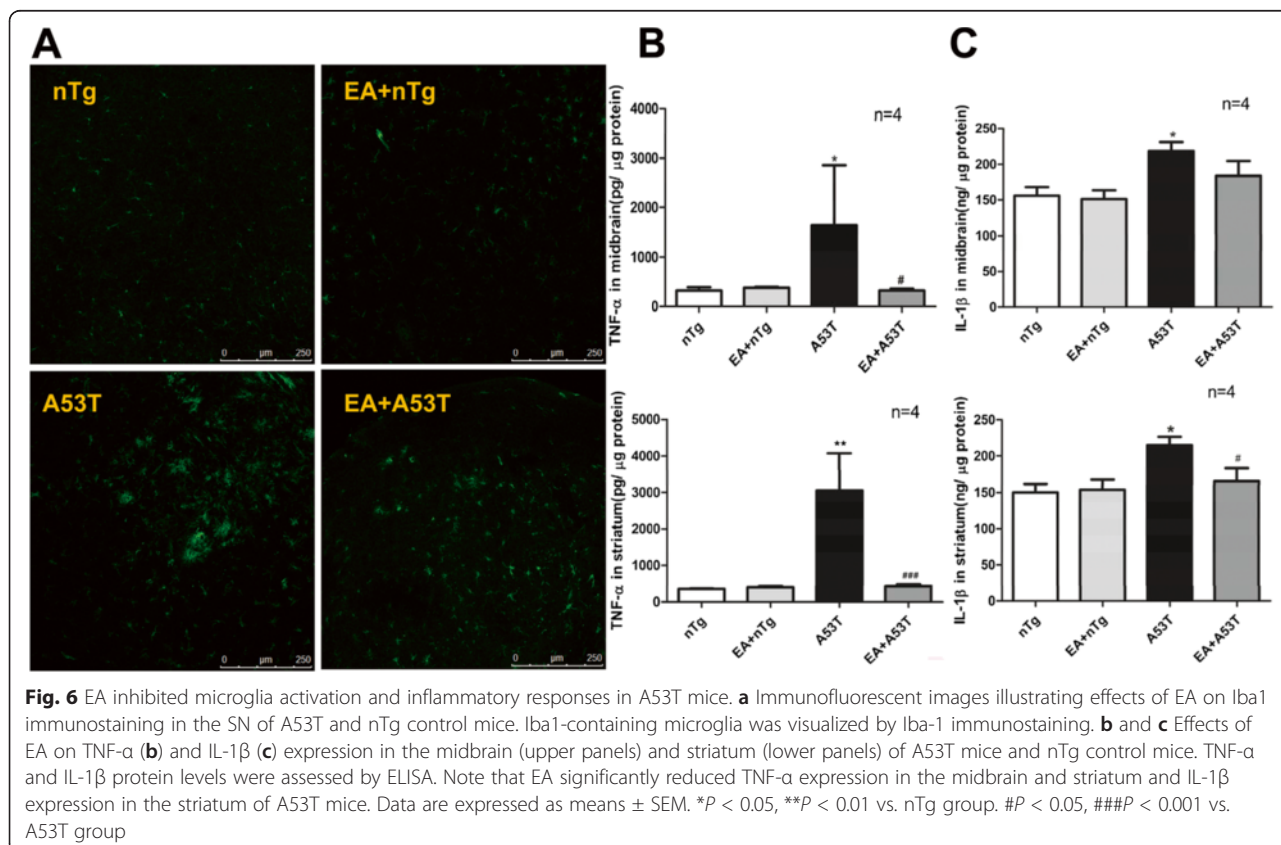 A
nTg
EA+nTg
0 µm 250
0 µm 250
A53T
EA+A53T
0 µm 250
0 µm 250
B
TNF-α in midbrain(pg/ µg protein)
4000
3000
2000
1000
0
n=4
*
#
nTg
EA+nTg
A53T
EA+A53T
TNF-α in striatum(pg/ µg protein)
5000
4000
3000
2000
1000
0
n=4
**
###
nTg
EA+nTg
A53T
EA+A53T
C
IL-1β in midbrain(ng/ µg protein)
250
200
150
100
50
0
n=4
*
nTg
EA+nTg
A53T
EA+A53T
IL-1β in striatum(ng/ µg protein)
250
200
150
100
50
0
n=4
*
#
nTg
EA+nTg
A53T
EA+A53T
Fig. 6 EA inhibited microglia activation and inflammatory responses in A53T mice. a Immunofluorescent images illustrating effects of EA on Iba1
immunostaining in the SN of A53T and nTg control mice. Iba1-containing microglia was visualized by Iba-1 immunostaining. b and c Effects of
EA on TNF-α (b) and IL-1β (c) expression in the midbrain (upper panels) and striatum (lower panels) of A53T mice and nTg control mice. TNF-α
and IL-1β protein levels were assessed by ELISA. Note that EA significantly reduced TNF-α expression in the midbrain and striatum and IL-1β
expression in the striatum of A53T mice. Data are expressed as means ± SEM. *P < 0.05, **P < 0.01 vs. nTg group. #P < 0.05, ###P < 0.001 vs.
A53T group